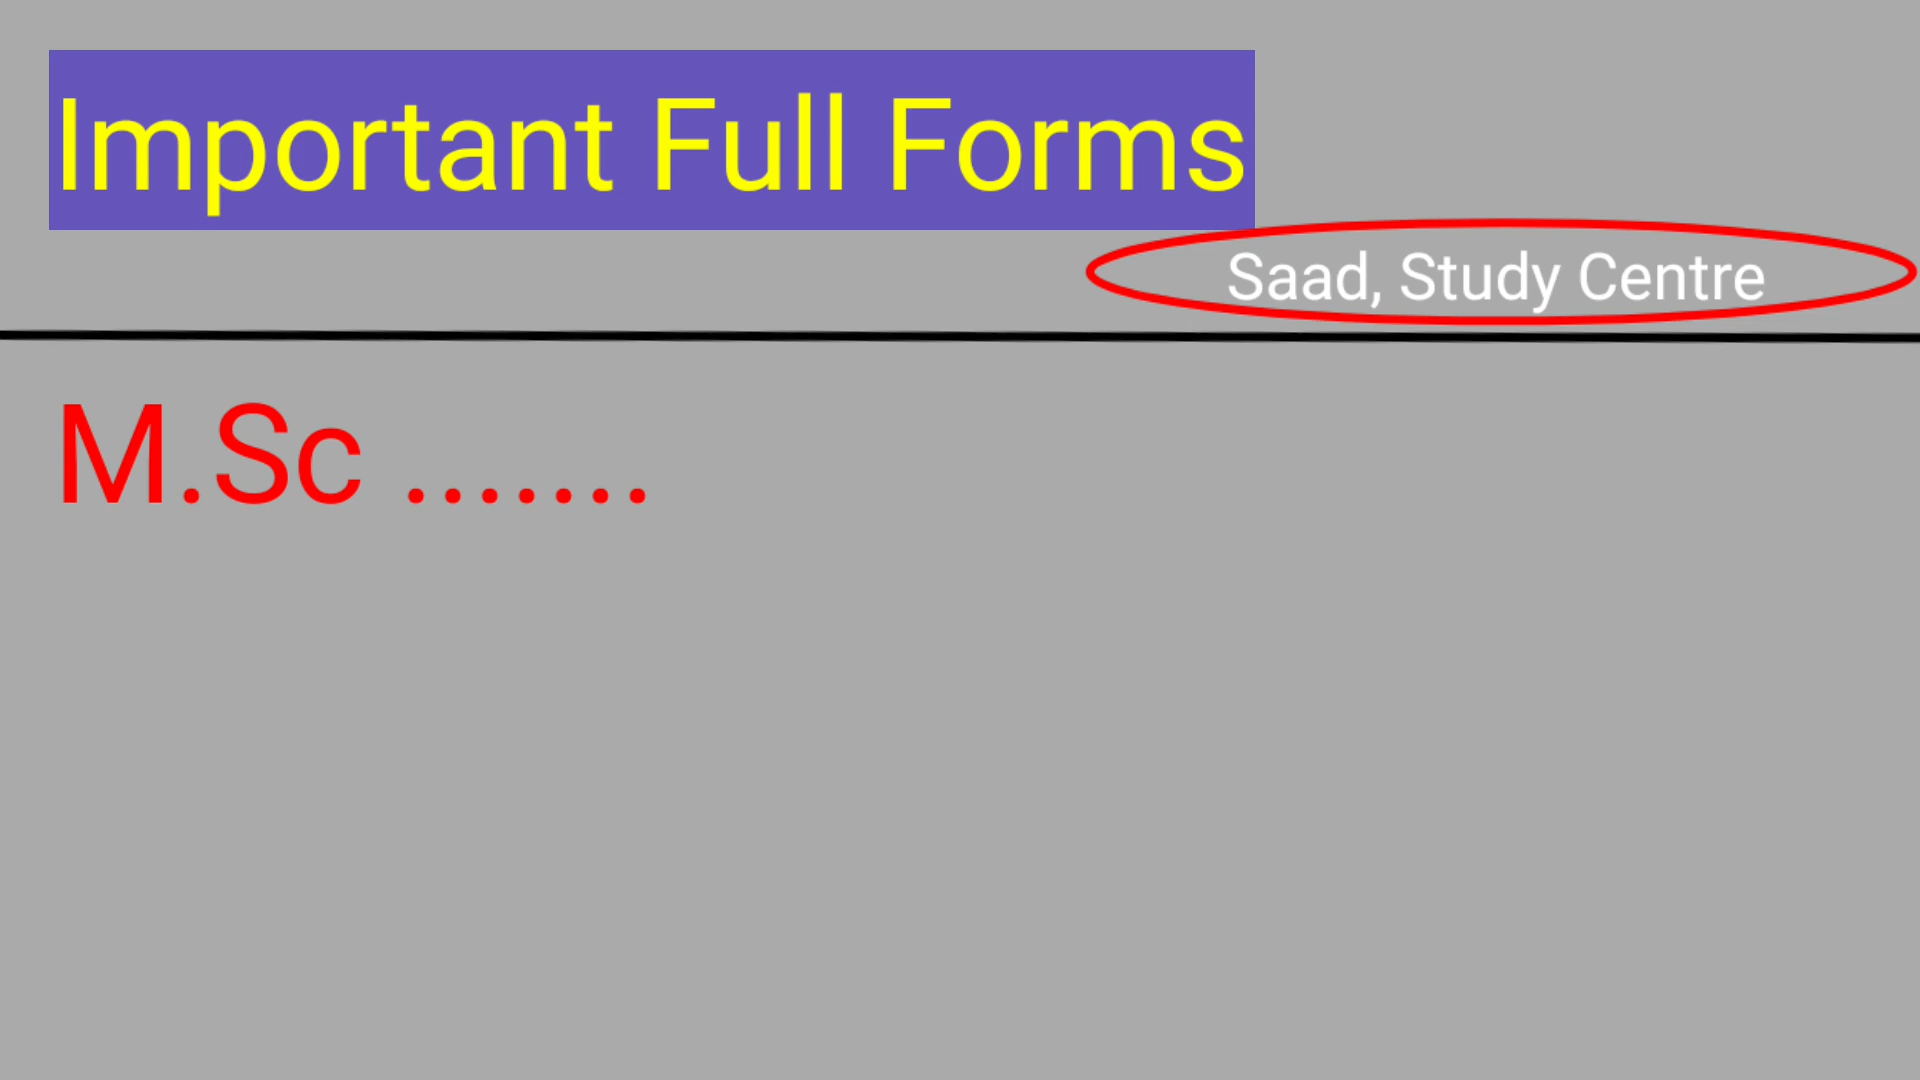 Important Full Forms
Saad, Study Centre
M.Sc .......